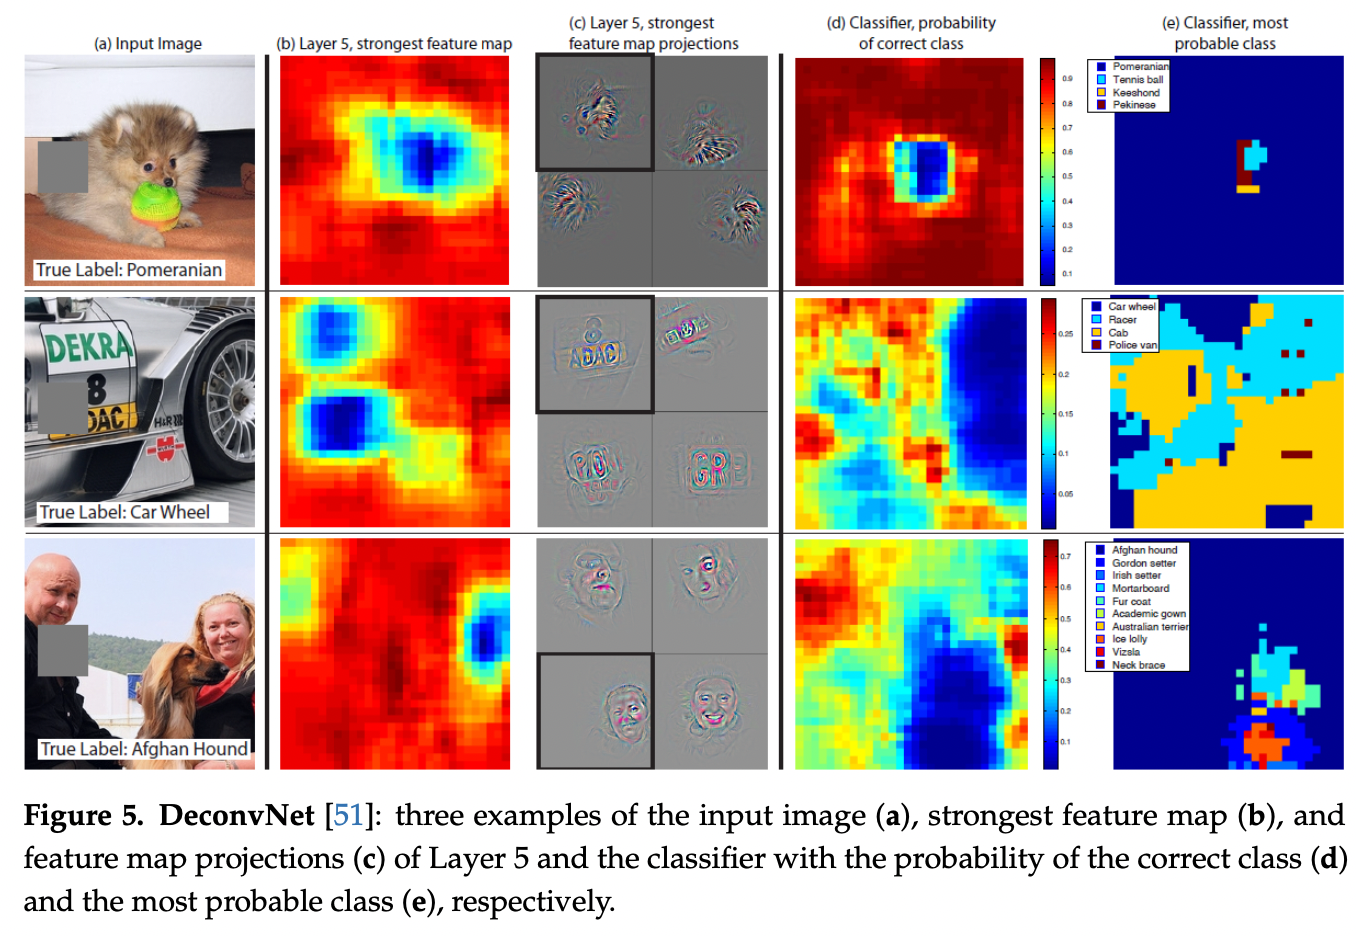 (a) Input Image
(b) Layer 5, strongest feature map
(c) Layer 5, strongest
feature map projections
(d) Classifier, probability
of correct class
(e) Classifier, most
probable class
True Label: Pomeranian
0.9
0.8
0.7
0.6
0.5
0.4
0.3
0.2
0.1
Pomeranian
Tennis ball
Keeshond
Pekinese
DEKRA
8
DAC
True Label: Car Wheel
ADAC
GRE
0.25
0.2
0.15
0.1
0.05
Car wheel
Racer
Cab
Police van
True Label: Afghan Hound
0.7
0.6
0.5
0.4
0.3
0.2
0.1
Afghan hound
Gordon setter
Irish setter
Mortarboard
Fur coat
Academic gown
Australian terrier
Ice lolly
Vizsla
Neck brace
Figure 5. DeconvNet [51]: three examples of the input image (a), strongest feature map (b), and
feature map projections (c) of Layer 5 and the classifier with the probability of the correct class (d)
and the most probable class (e), respectively.